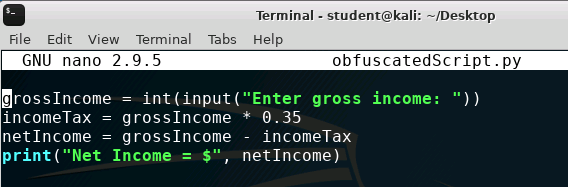 Terminal - student@kali: ~/Desktop
File Edit View Terminal Tabs Help
GNU nano 2.9.5 obfuscatedScript.py
grossIncome = int(input("Enter gross income: "))
incomeTax = grossIncome * 0.35
netIncome = grossIncome - incomeTax
print("Net Income = $", netIncome)